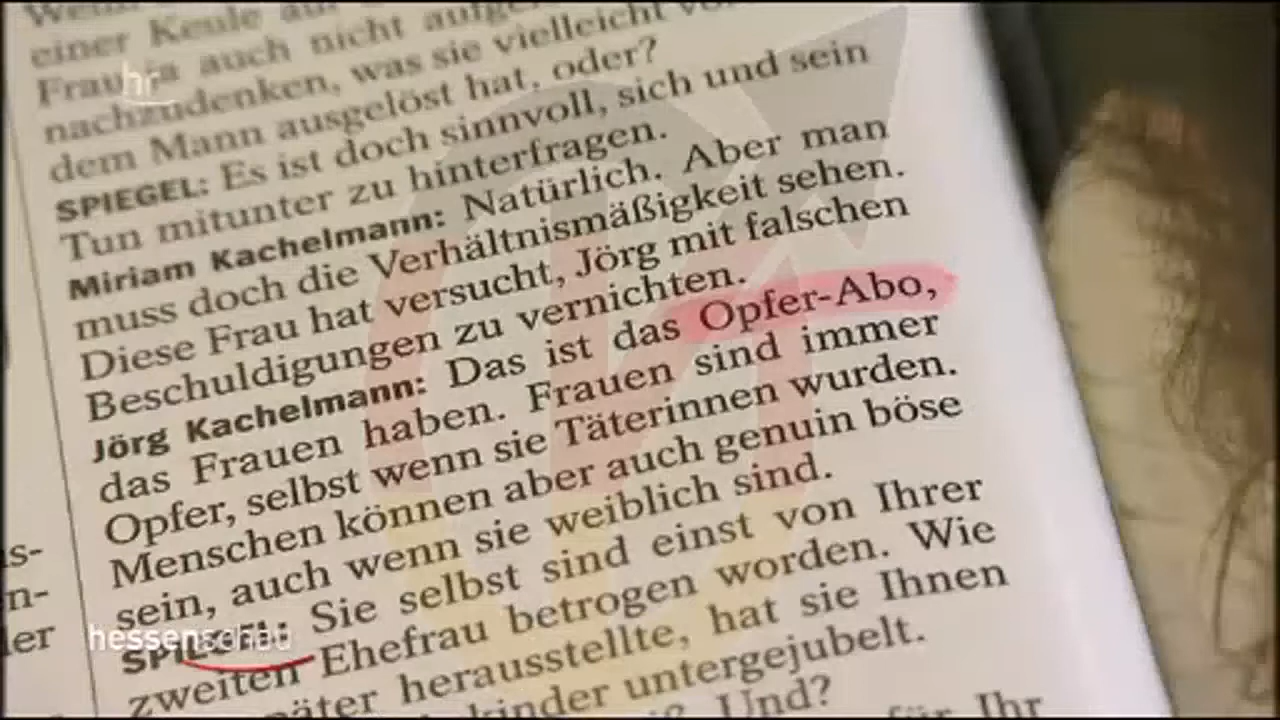 einer Keule
Frau ja auch nicht
nachzudenken, was sie vielleicht
dem Mann ausgelöst hat, oder?
SPIEGEL: Es ist doch sinnvoll, sich und sein
Tun mitunter zu hinterfragen.
Miriam Kachelmann: Natürlich. Aber man
muss doch die Verhältnismäßigkeit sehen.
Diese Frau hat versucht, Jörg mit falschen
Beschuldigungen zu vernichten.
Jörg Kachelmann: Das ist das Opfer-Abo,
das Frauen haben. Frauen sind immer
Opfer, selbst wenn sie Täterinnen wurden.
Menschen können aber auch genuin böse
sein, auch wenn sie weiblich sind.
SPIEGEL: Sie selbst sind einst von Ihrer
zweiten Ehefrau betrogen worden. Wie
später herausstellte, hat sie Ihnen
kinder untergejubelt.
Und?
für Ihr
s-
n-
ler
hr
hessenschau